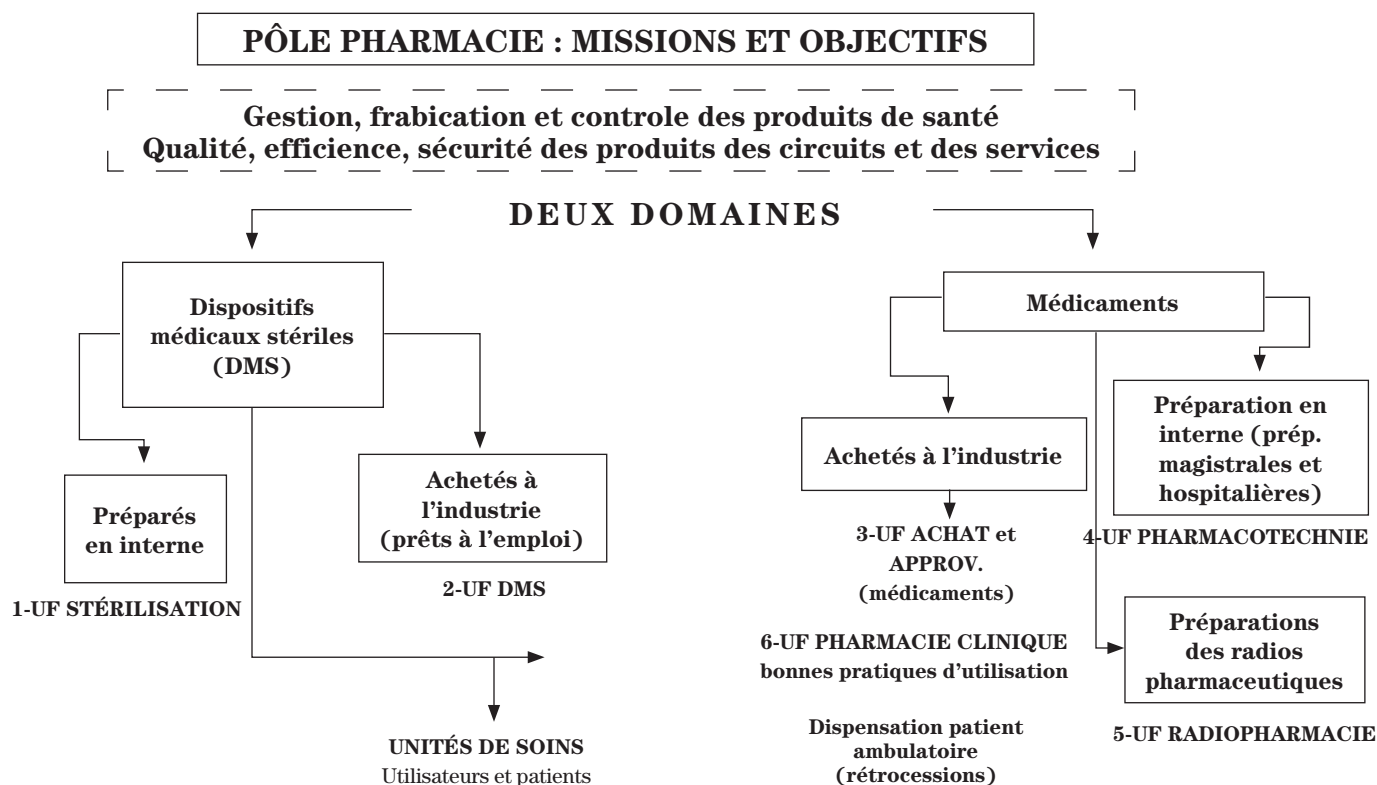 PÔLE PHARMACIE : MISSIONS ET OBJECTIFS
Gestion, frabication et controle des produits de santé
Qualité, efficience, sécurité des produits des circuits et des services
DEUX DOMAINES
Dispositifs
médicaux stériles
(DMS)
Préparés
en interne
1-UF STÉRILISATION
Achetés à
l'industrie
(prêts à l'emploi)
2-UF DMS
UNITÉS DE SOINS
Utilisateurs et patients
Médicaments
Achetés à l'industrie
3-UF ACHAT et
APPROV.
(médicaments)
Préparation en
interne (prép.
magistrales et
hospitalières)
4-UF PHARMACOTECHNIE
6-UF PHARMACIE CLINIQUE
bonnes pratiques d'utilisation
Dispensation patient
ambulatoire
(rétrocessions)
Préparations
des radios
pharmaceutiques
5-UF RADIOPHARMACIE